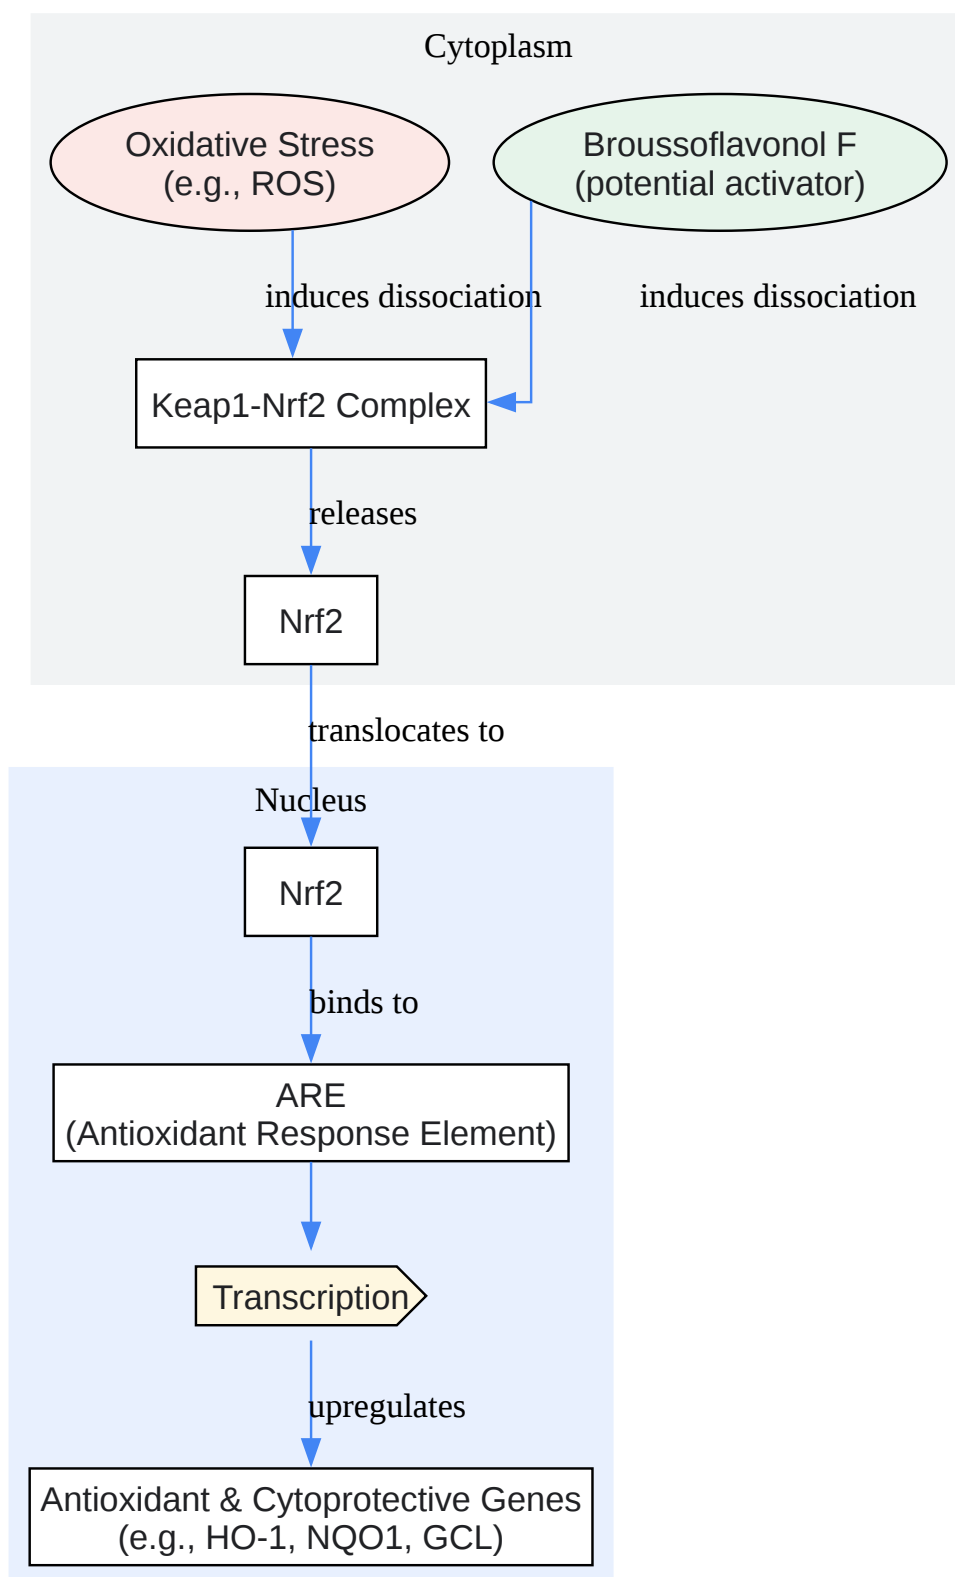 Cytoplasm
Oxidative Stress
(e.g., ROS)
Broussoflavonol F
(potential activator)
induces dissociation
induces dissociation
Keap1-Nrf2 Complex
releases
Nrf2
translocates to
Nucleus
Nrf2
binds to
ARE
(Antioxidant Response Element)
Transcription
upregulates
Antioxidant & Cytoprotective Genes
(e.g., HO-1, NQO1, GCL)